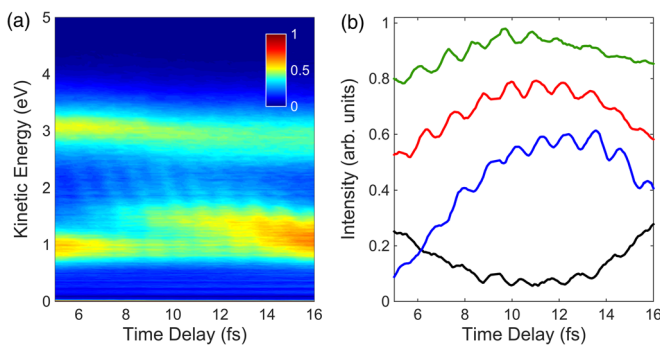 (a)
5
4
3
2
1
0
Kinetic Energy (eV)
1
0.5
0
6 8 10 12 14 16
Time Delay (fs)
(b)
1
0.8
0.6
0.4
0.2
0
Intensity (arb. units)
6 8 10 12 14 16
Time Delay (fs)